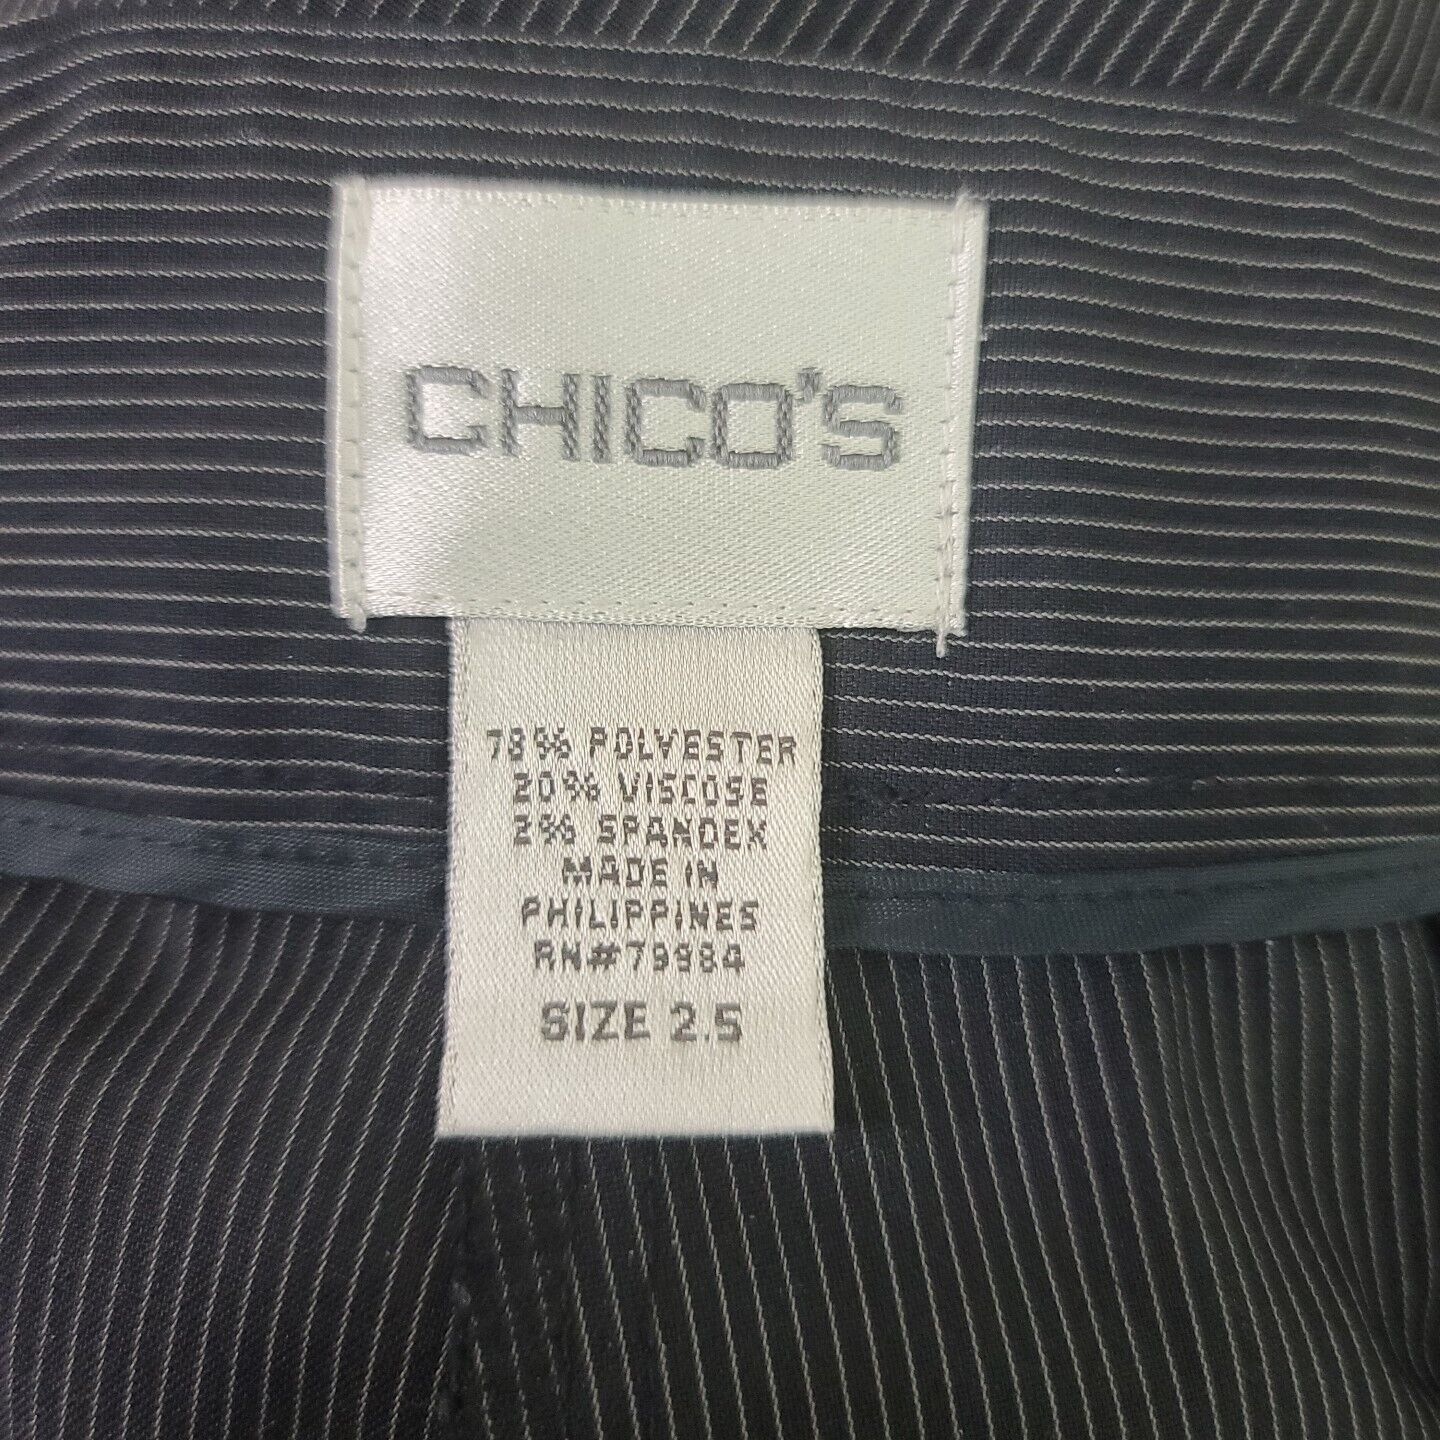 CHICO'S
78% POLYESTER
20% VISCOSE
2% SPANDEX
MADE IN
PHILIPPINES
RN#79984
SIZE 2.5